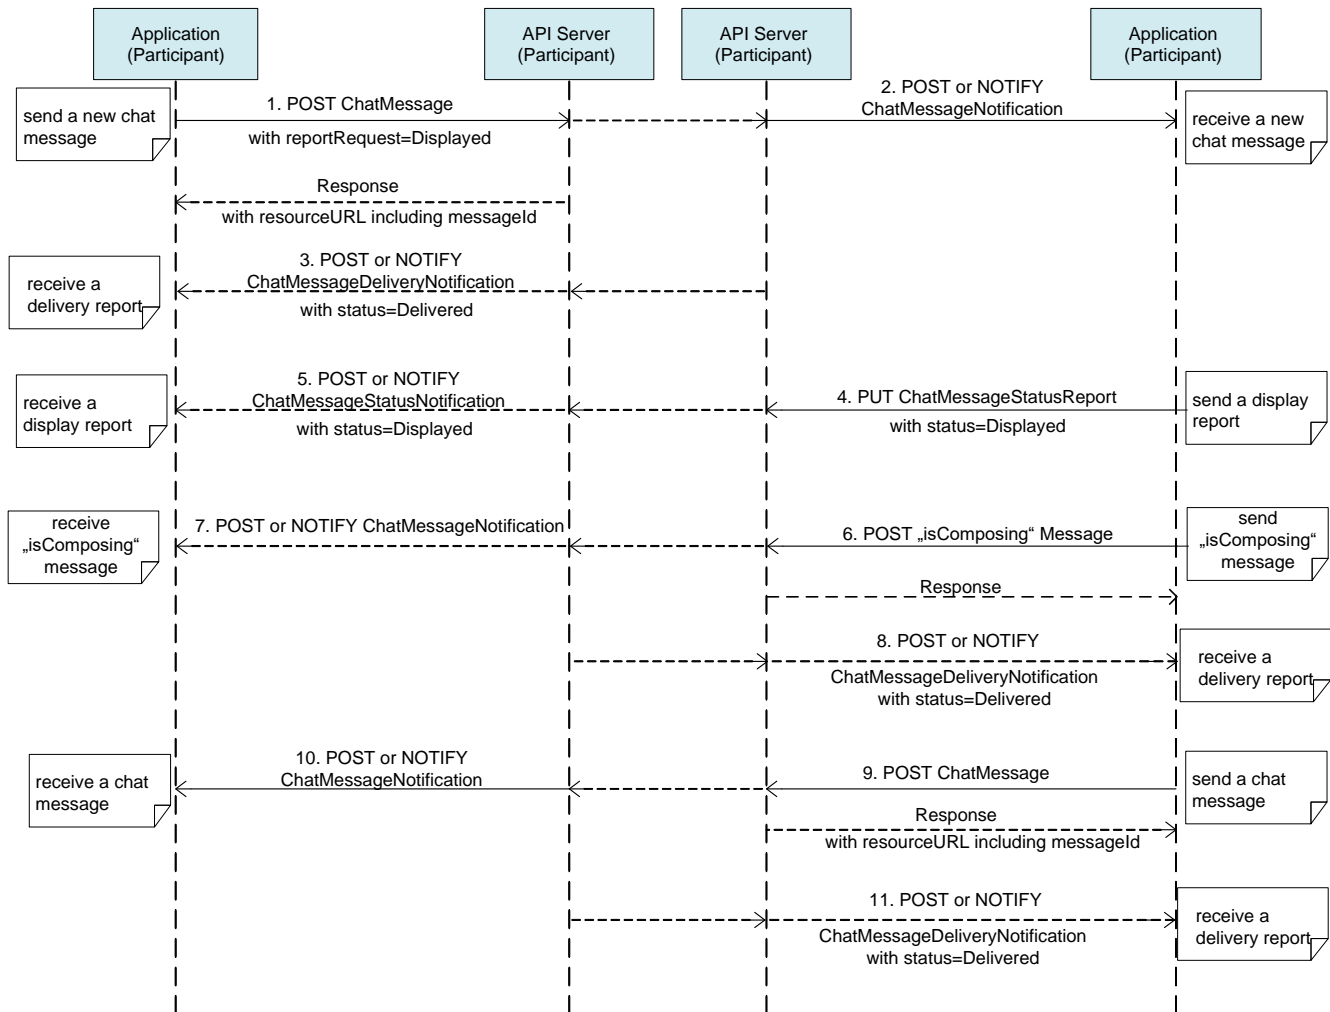 Application
(Participant)
API Server
(Participant)
API Server
(Participant)
Application
(Participant)
send a new chat
message
1. POST ChatMessage
with reportRequest=Displayed
2. POST or NOTIFY
ChatMessageNotification
receive a new
chat message
Response
with resourceURL including messageId
receive a
delivery report
3. POST or NOTIFY
ChatMessageDeliveryNotification
with status=Delivered
receive a
display report
5. POST or NOTIFY
ChatMessageStatusNotification
with status=Displayed
4. PUT ChatMessageStatusReport
with status=Displayed
send a display
report
receive
„isComposing“
message
7. POST or NOTIFY ChatMessageNotification
6. POST „isComposing“ Message
send
„isComposing“
message
Response
8. POST or NOTIFY
ChatMessageDeliveryNotification
with status=Delivered
receive a
delivery report
receive a chat
message
10. POST or NOTIFY
ChatMessageNotification
9. POST ChatMessage
send a chat
message
Response
with resourceURL including messageId
11. POST or NOTIFY
ChatMessageDeliveryNotification
with status=Delivered
receive a
delivery report